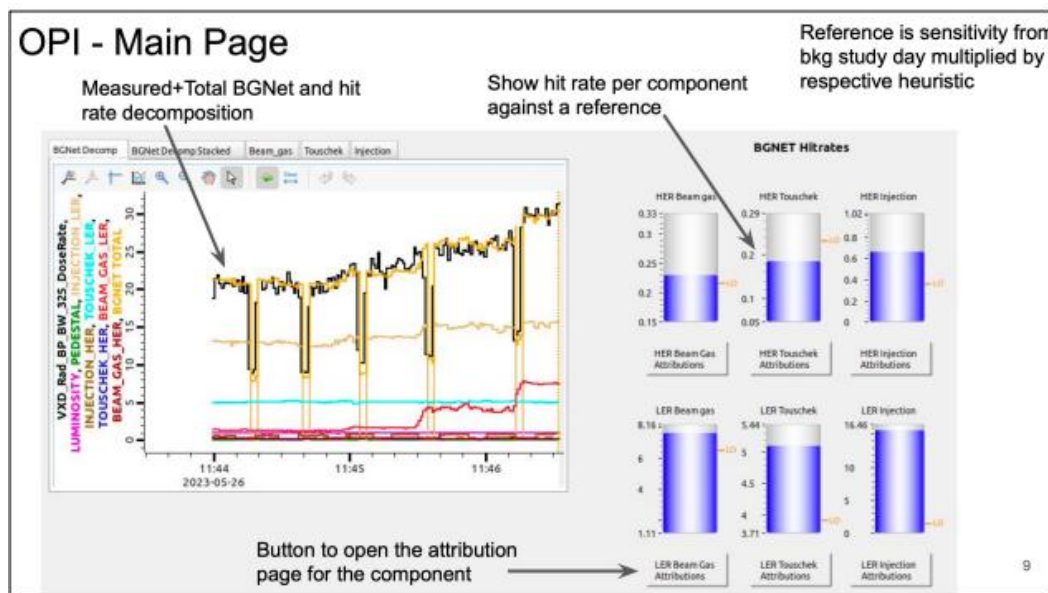 OPI - Main Page
Reference is sensitivity from
bkg study day multiplied by
respective heuristic
Measured+Total BGNet and hit
rate decomposition
Show hit rate per component
against a reference
BGNet Decomp BGNet Decomp Stacked Beam_gas Touschek Injection
BGNET Hitrates
VXD_Rad_BP_BW_325_DoseRate,
LUMINOSITY, PEDESTAL, INJECTION_LER,
INJECTION_HER, TOUSCHEK_LER,
TOUSCHEK_HER, BEAM_GAS_LER,
BEAM_GAS_HER, BGNET TOTAL
30
25
20
15
10
5
0
11:44 11:45 11:46
2023-05-26
HER Beam gas HER Touschek HER Injection
0.33 0.29 1.02
0.3 0.8
0.25 0.2 0.6
0.4
0.2 0.1 0.2
0.15 0.05 0
LO LO LO
HER Beam Gas
Attributions
HER Touschek
Attributions
HER Injection
Attributions
LER Beam gas LER Touschek LER Injection
8.16 5.44 16.46
6 5 10
4 4.5 5
4
1.11 3.71 0
LO LO LO
LER Beam Gas
Attributions
LER Touschek
Attributions
LER Injection
Attributions
Button to open the attribution
page for the component
9